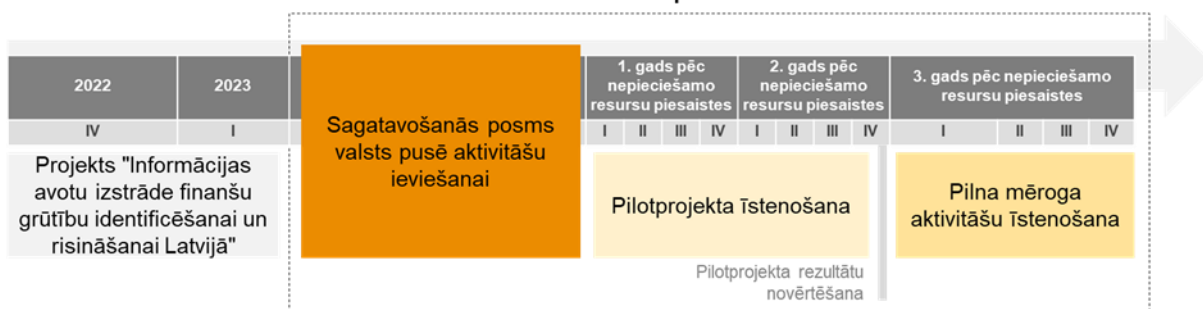 2022
2023
1. gads pēc
nepieciešamo
resursu piesaistes
2. gads pēc
nepieciešamo
resursu piesaistes
3. gads pēc nepieciešamo
resursu piesaistes
IV
I
I II III IV
I II III IV
I II III IV
Projekts "Informācijas
avotu izstrāde finanšu
grūtību identificēšanai un
risināšanai Latvijā"
Sagatavošanās posms
valsts pusē aktivitāšu
ieviešanai
Pilotprojekta īstenošana
Pilna mēroga
aktivitāšu īstenošana
Pilotprojekta rezultātu
novērtēšana